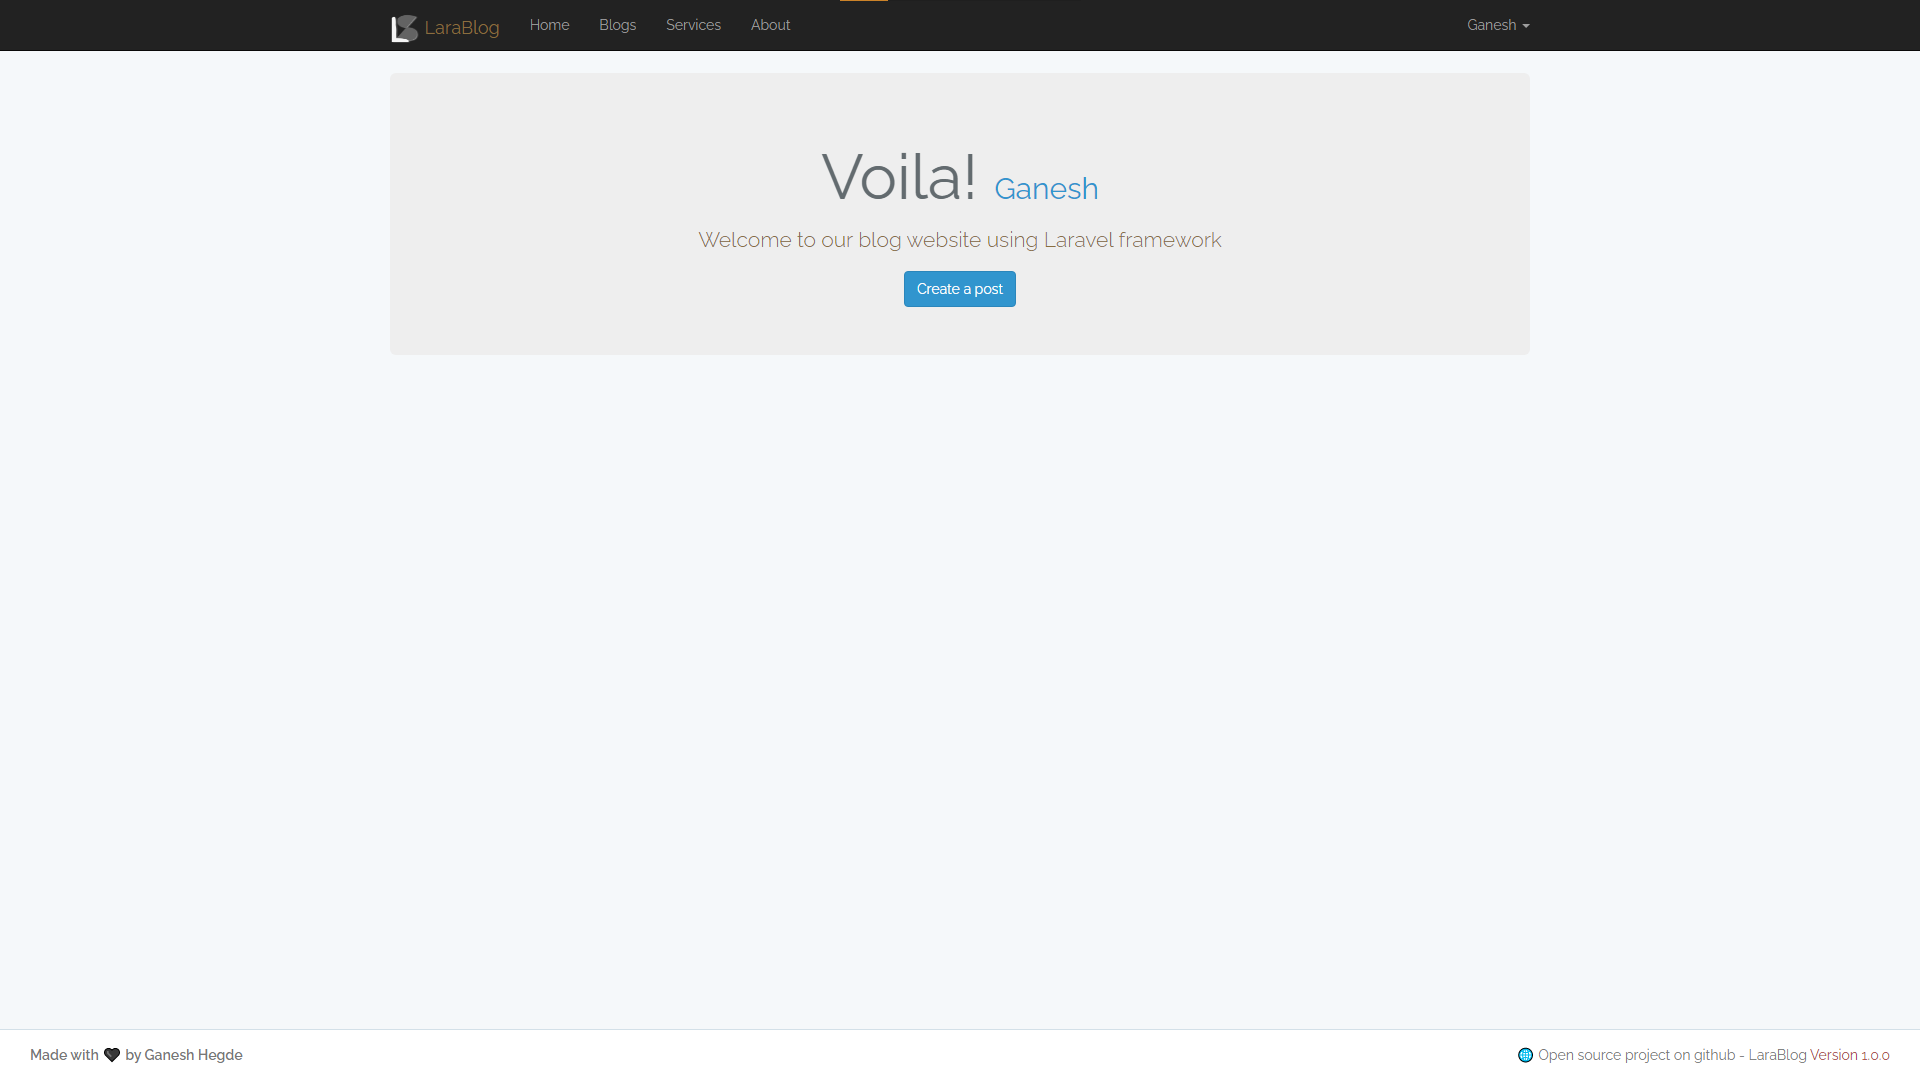 LaraBlog Home Blogs Services About Ganesh
Voila! Ganesh
Welcome to our blog website using Laravel framework
Create a post
Made with 🖤 by Ganesh Hegde
🌐 Open source project on github - LaraBlog Version 1.0.0